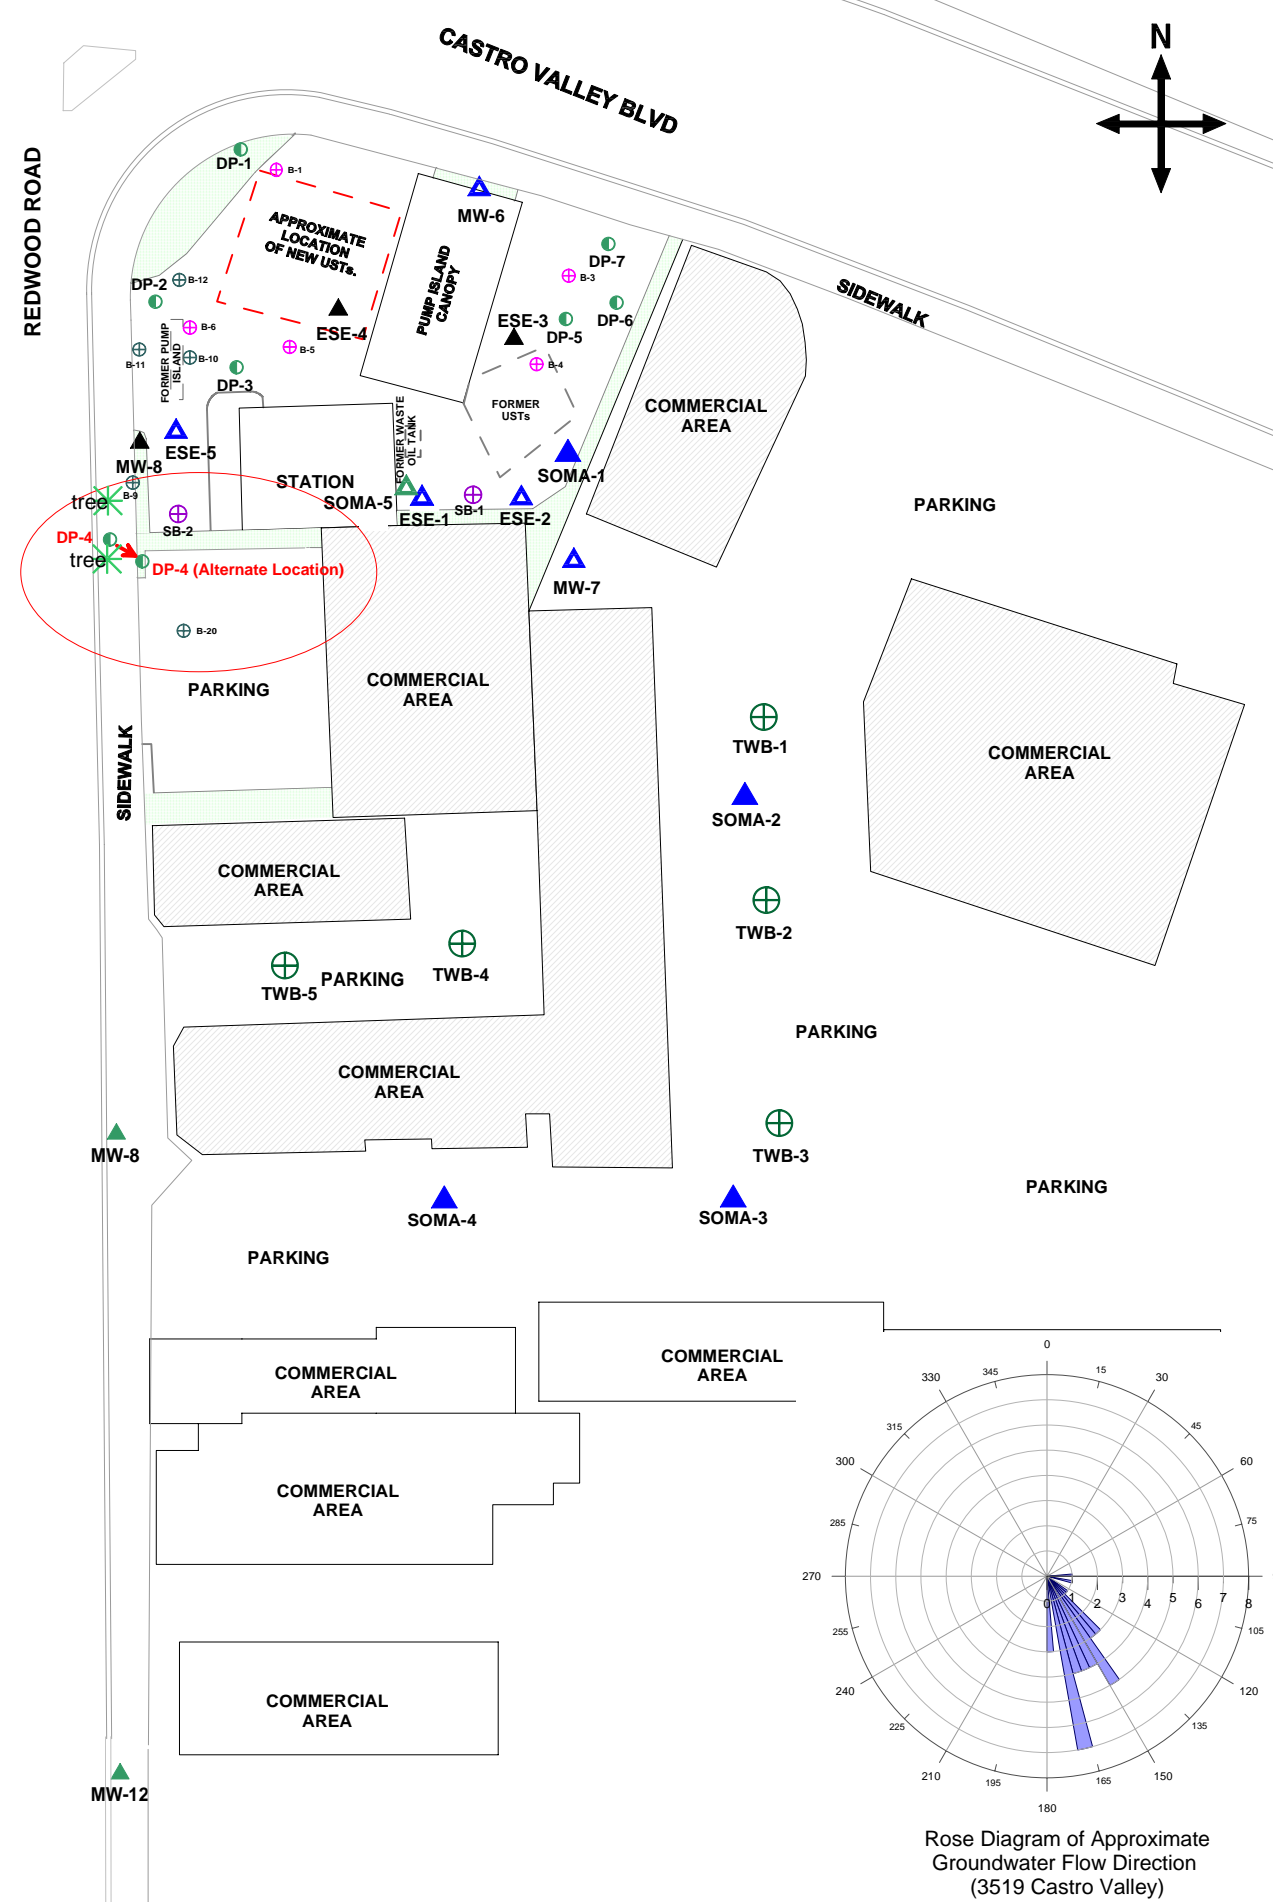 CASTRO VALLEY BLVD
N
REDWOOD ROAD
DP-1
B-1
APPROXIMATE
LOCATION
OF NEW USTs.
MW-6
PUMP ISLAND
CANOPY
DP-7
B-3
DP-2
B-12
DP-6
SIDEWALK
ESE-4
ESE-3
DP-5
B-6
B-5
B-11
FORMER PUMP
ISLAND
B-10
DP-3
B-4
FORMER
USTs
COMMERCIAL
AREA
FORMER WASTE
OIL TANK
ESE-5
MW-8
SOMA-1
B-9
STATION
SOMA-5
tree
SB-2
ESE-1
SB-1
ESE-2
PARKING
DP-4
tree
DP-4 (Alternate Location)
MW-7
B-20
PARKING
COMMERCIAL
AREA
TWB-1
COMMERCIAL
AREA
SIDEWALK
SOMA-2
COMMERCIAL
AREA
TWB-2
TWB-5
PARKING
TWB-4
PARKING
COMMERCIAL
AREA
MW-8
TWB-3
PARKING
SOMA-4
SOMA-3
PARKING
COMMERCIAL
AREA
COMMERCIAL
AREA
COMMERCIAL
AREA
COMMERCIAL
AREA
MW-12
0
345
15
330
30
315
45
300
60
285
75
270
0 1 2 3 4 5 6 7 8
255
105
240
120
225
135
210
150
195
165
180
Rose Diagram of Approximate
Groundwater Flow Direction
(3519 Castro Valley)